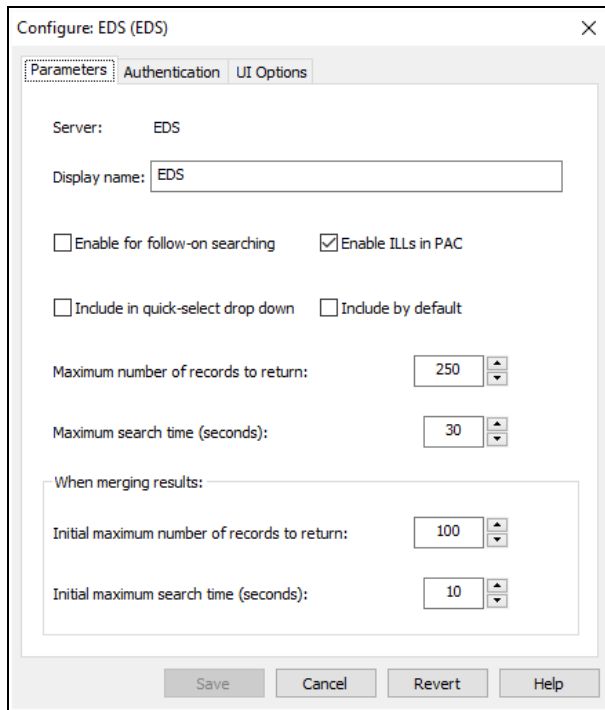 Configure: EDS (EDS)
Parameters Authentication UI Options
Server: EDS
Display name: EDS
Enable for follow-on searching Enable ILLs in PAC
Include in quick-select drop down Include by default
Maximum number of records to return: 250
Maximum search time (seconds): 30
When merging results:
Initial maximum number of records to return: 100
Initial maximum search time (seconds): 10
Save Cancel Revert Help